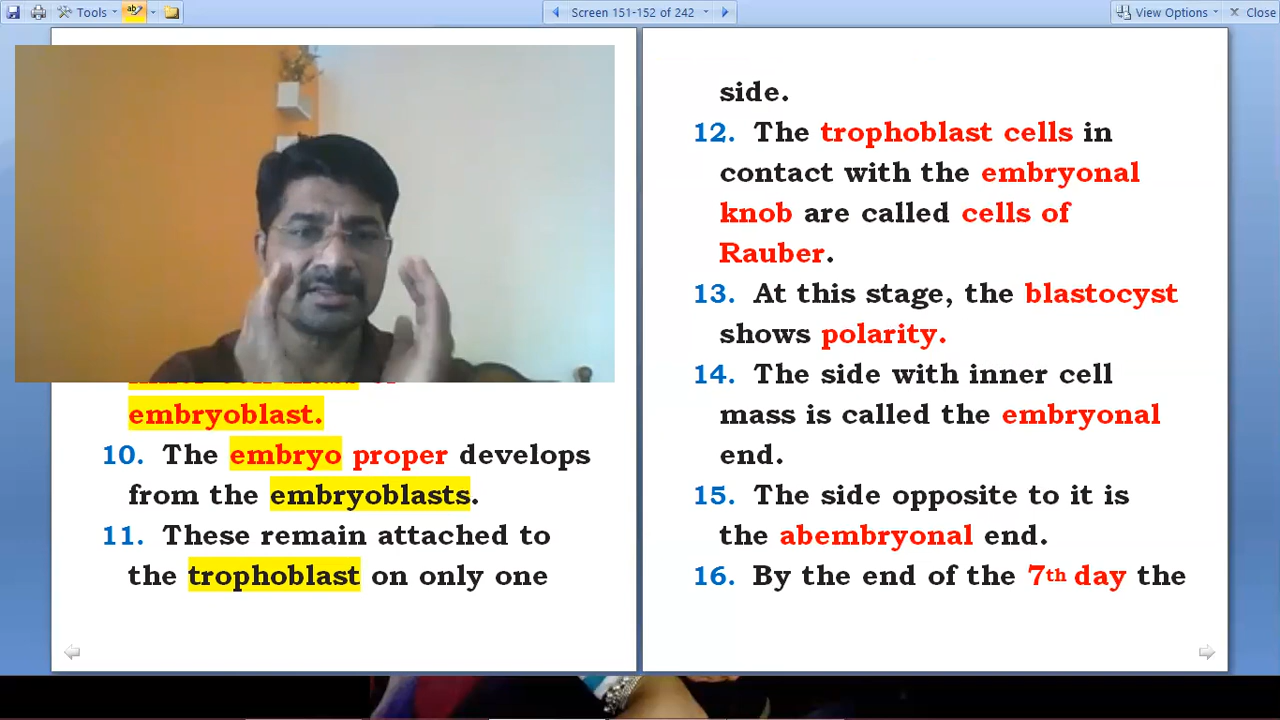 Tools
Screen 151-152 of 242
View Options
Close
embryoblast.
10. The embryo proper develops
from the embryoblasts.
11. These remain attached to
the trophoblast on only one
side.
12. The trophoblast cells in
contact with the embryonal
knob are called cells of
Rauber.
13. At this stage, the blastocyst
shows polarity.
14. The side with inner cell
mass is called the embryonal
end.
15. The side opposite to it is
the abembryonal end.
16. By the end of the 7th day the